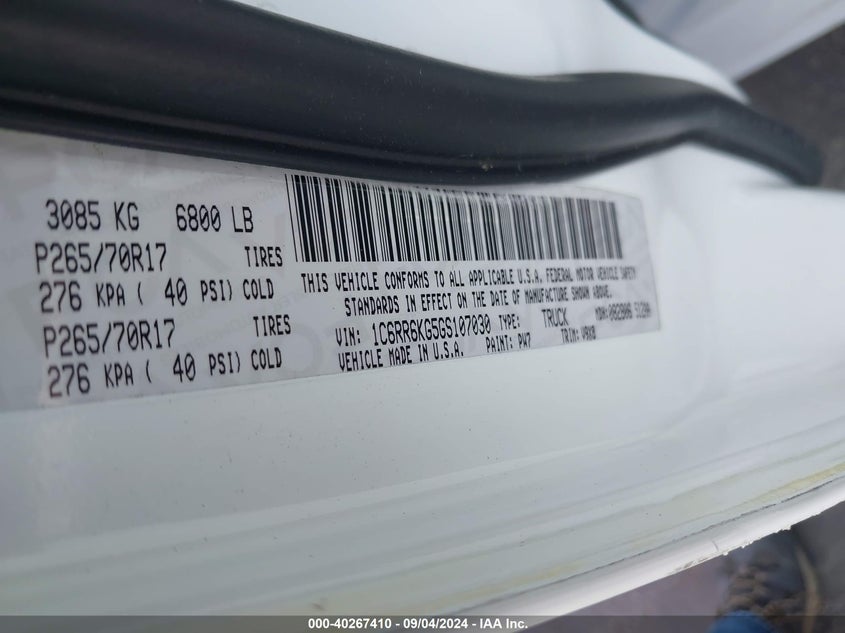 3085 KG 6800 LB
P265/70R17 TIRES
276 KPA ( 40 PSI) COLD
P265/70R17 TIRES
276 KPA ( 40 PSI) COLD
THIS VEHICLE CONFORMS TO ALL APPLICABLE U.S.A. FEDERAL MOTOR VEHICLE SAFETY
STANDARDS IN EFFECT ON THE DATE OF MANUFACTURE SHOWN ABOVE.
VIN: 1C6RR6KG5GS107030 TYPE: TRUCK MDH:
VEHICLE MADE IN U.S.A. PAINT: PW7 TRIM:
000-40267410 - 09/04/2024 - IAA Inc.